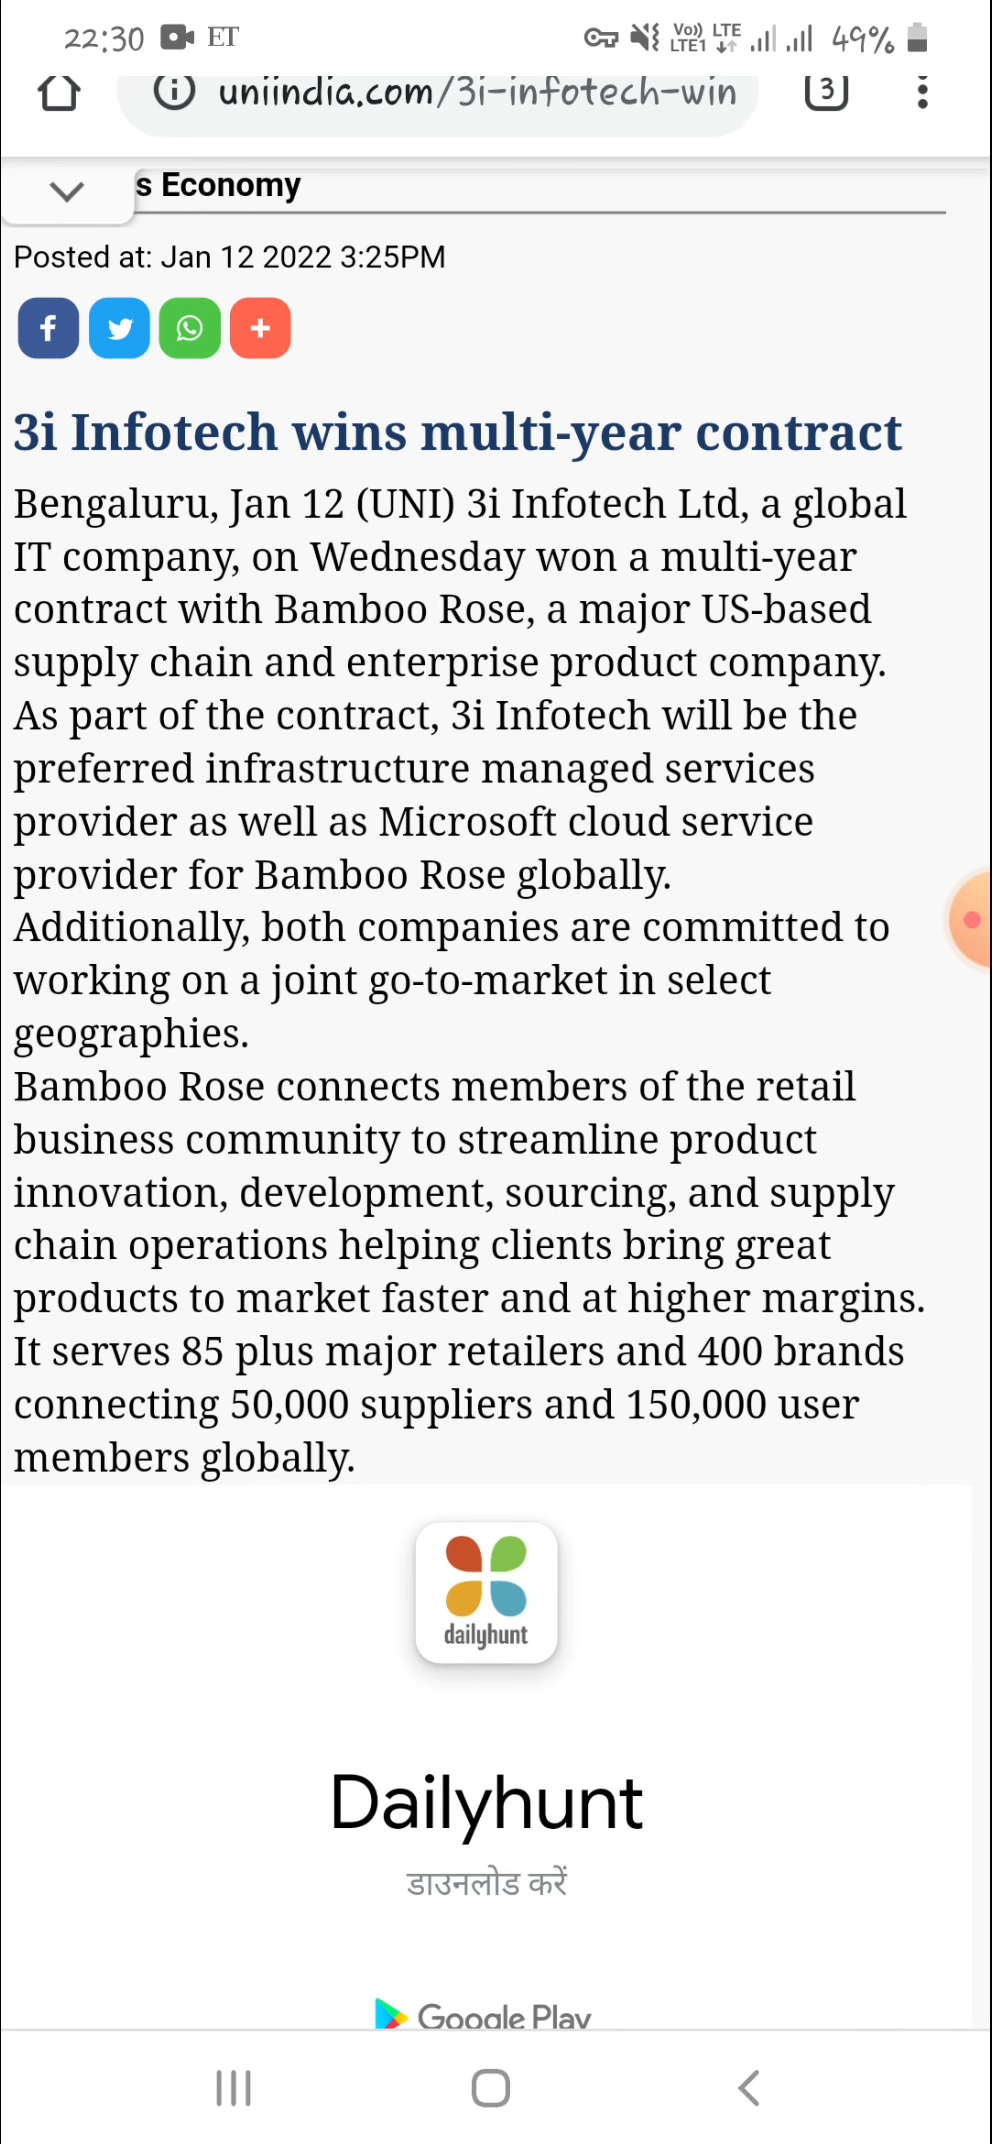 22:30 ET Vo)) LTE LTE1 49%
uniindia.com/3i-infotech-win 3
s Economy
Posted at: Jan 12 2022 3:25PM
3i Infotech wins multi-year contract
Bengaluru, Jan 12 (UNI) 3i Infotech Ltd, a global
IT company, on Wednesday won a multi-year
contract with Bamboo Rose, a major US-based
supply chain and enterprise product company.
As part of the contract, 3i Infotech will be the
preferred infrastructure managed services
provider as well as Microsoft cloud service
provider for Bamboo Rose globally.
Additionally, both companies are committed to
working on a joint go-to-market in select
geographies.
Bamboo Rose connects members of the retail
business community to streamline product
innovation, development, sourcing, and supply
chain operations helping clients bring great
products to market faster and at higher margins.
It serves 85 plus major retailers and 400 brands
connecting 50,000 suppliers and 150,000 user
members globally.
dailyhunt
Dailyhunt
डाउनलोड करें
Google Play